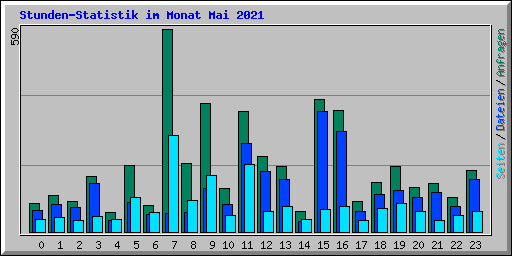 Stunden-Statistik im Monat Mai 2021
590
Seiten / Dateien / Anfragen
0 1 2 3 4 5 6 7 8 9 10 11 12 13 14 15 16 17 18 19 20 21 22 23